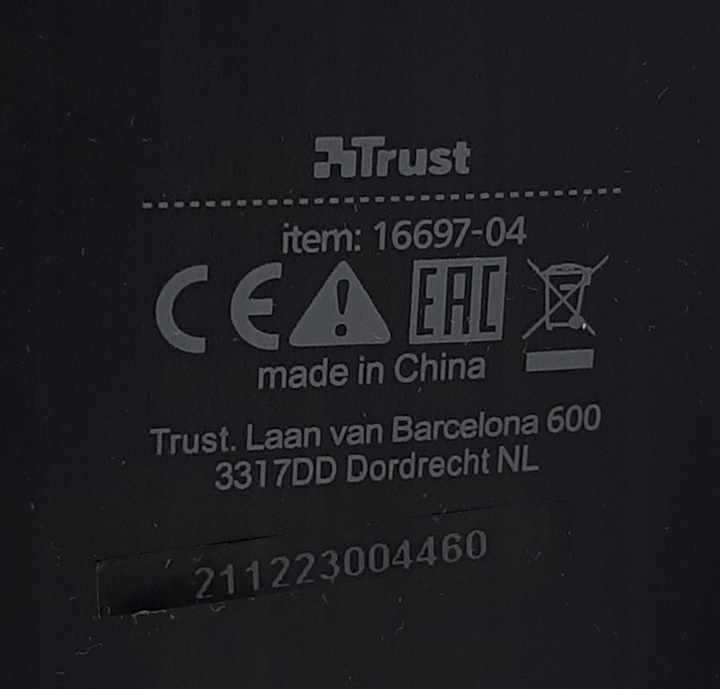 Trust
item: 16697-04
CE EAC
made in China
Trust. Laan van Barcelona 600
3317DD Dordrecht NL
211223004460